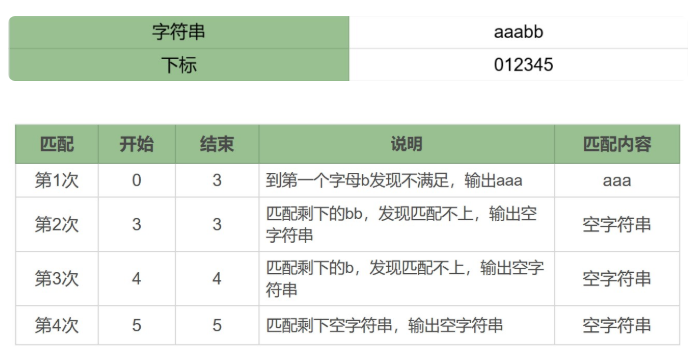 字符串 aaabb
下标 012345
匹配 开始 结束 说明 匹配内容
第1次 0 3 到第一个字母b发现不满足，输出aaa aaa
第2次 3 3 匹配剩下的bb，发现匹配不上，输出空
字符串 空字符串
第3次 4 4 匹配剩下的b，发现匹配不上，输出空字
符串 空字符串
第4次 5 5 匹配剩下空字符串，输出空字符串 空字符串